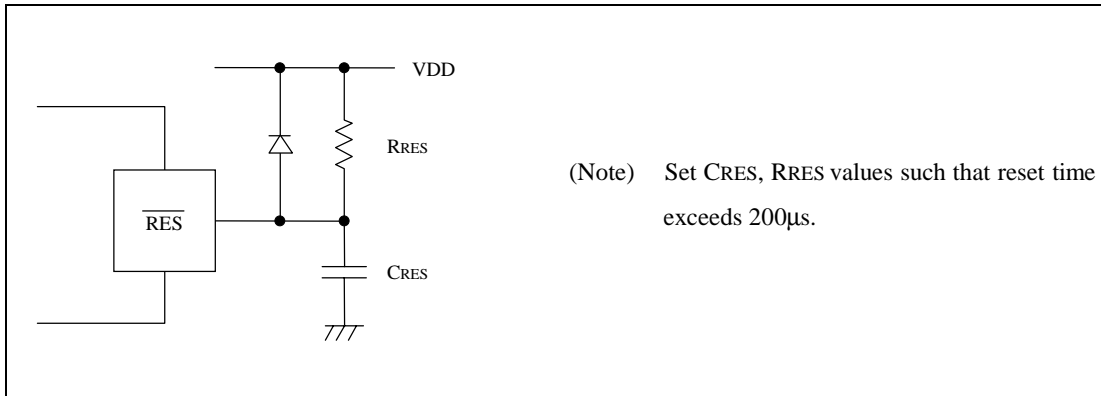 VDD
RRES
RES
CRES
(Note) Set CRES, RRES values such that reset time
exceeds 200μs.